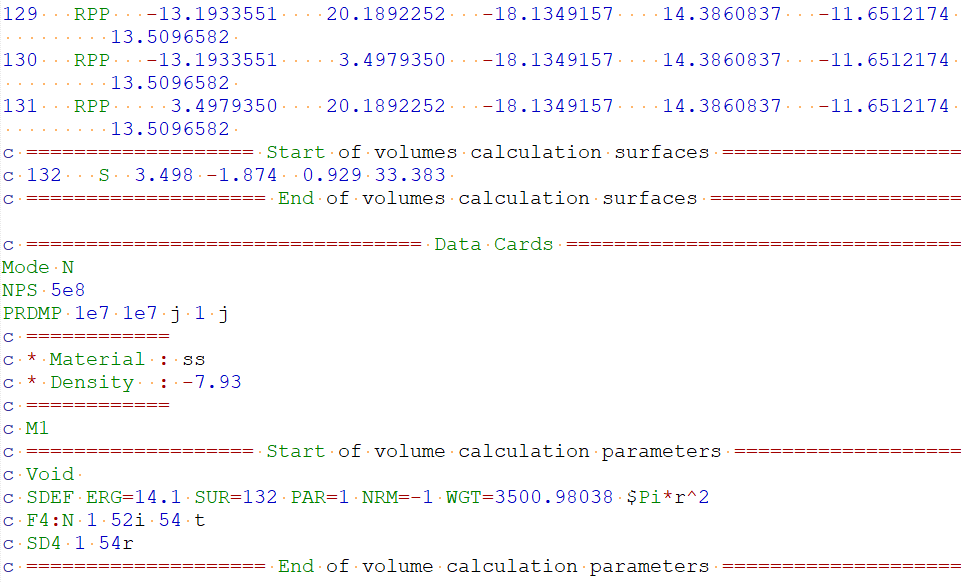 129 RPP -13.1933551 20.1892252 -18.1349157 14.3860837 -11.6512174
13.5096582
130 RPP -13.1933551 3.4979350 -18.1349157 14.3860837 -11.6512174
13.5096582
131 RPP 3.4979350 20.1892252 -18.1349157 14.3860837 -11.6512174
13.5096582
c =================== Start of volumes calculation surfaces ====================
c 132 S 3.498 -1.874 0.929 33.383
c ==================== End of volumes calculation surfaces =====================
c ================================= Data Cards =================================
Mode N
NPS 5e8
PRDMP 1e7 1e7 j 1 j
c ============
c * Material : ss
c * Density : -7.93
c ============
c M1
c =================== Start of volume calculation parameters ===================
c Void
c SDEF ERG=14.1 SUR=132 PAR=1 NRM=-1 WGT=3500.98038 $Pi*r^2
c F4:N 1 52i 54 t
c SD4 1 54r
c ==================== End of volume calculation parameters ====================